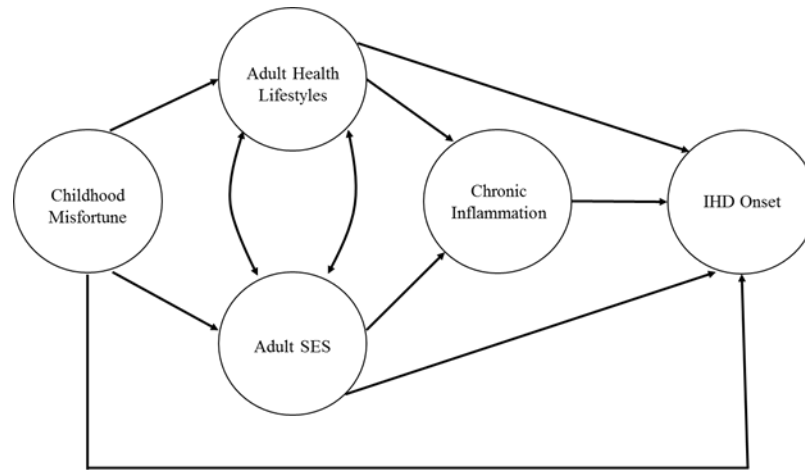 Adult Health
Lifestyles
Childhood
Misfortune
Chronic
Inflammation
IHD Onset
Adult SES